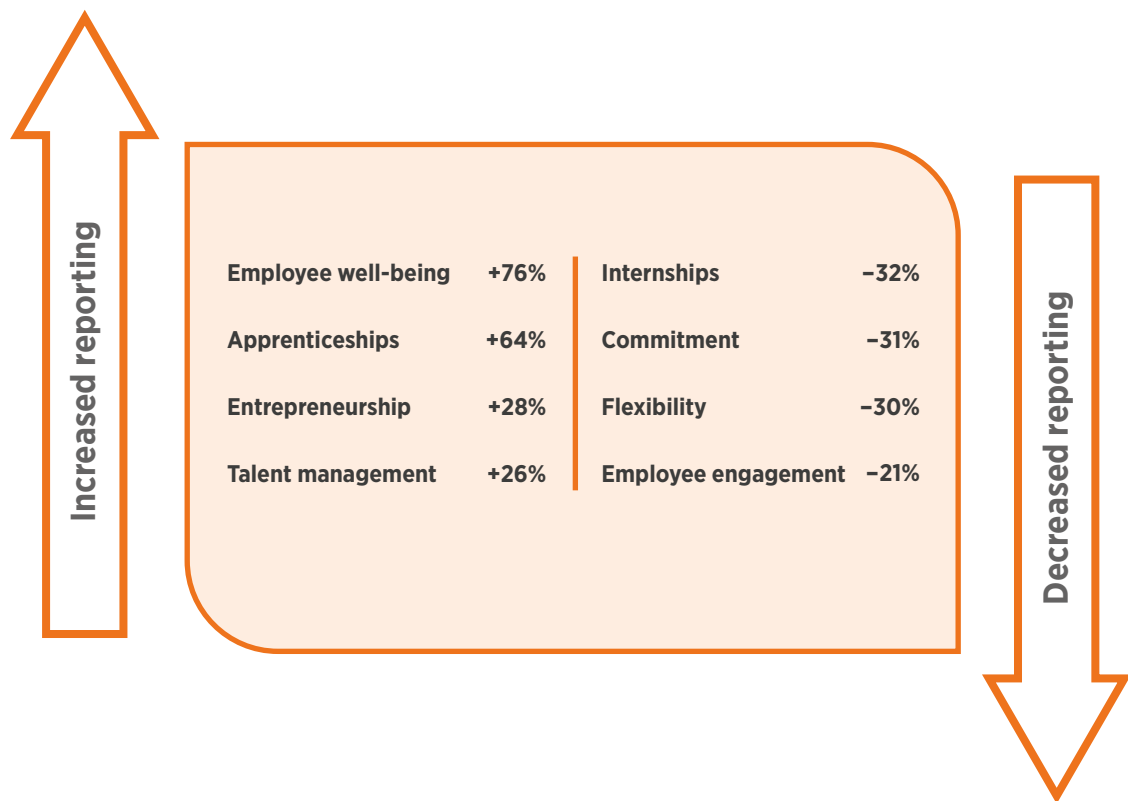 Increased reporting
Employee well-being +76%
Apprenticeships +64%
Entrepreneurship +28%
Talent management +26%
Internships –32%
Commitment –31%
Flexibility –30%
Employee engagement –21%
Decreased reporting